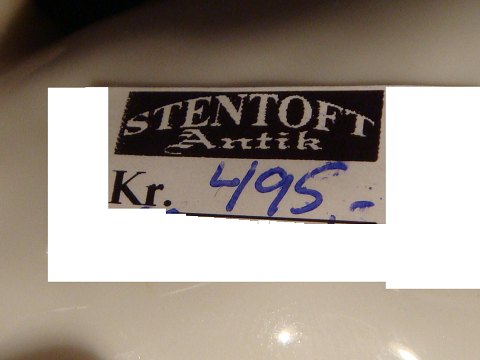 STENTOFT
Antik
Kr. 495,-